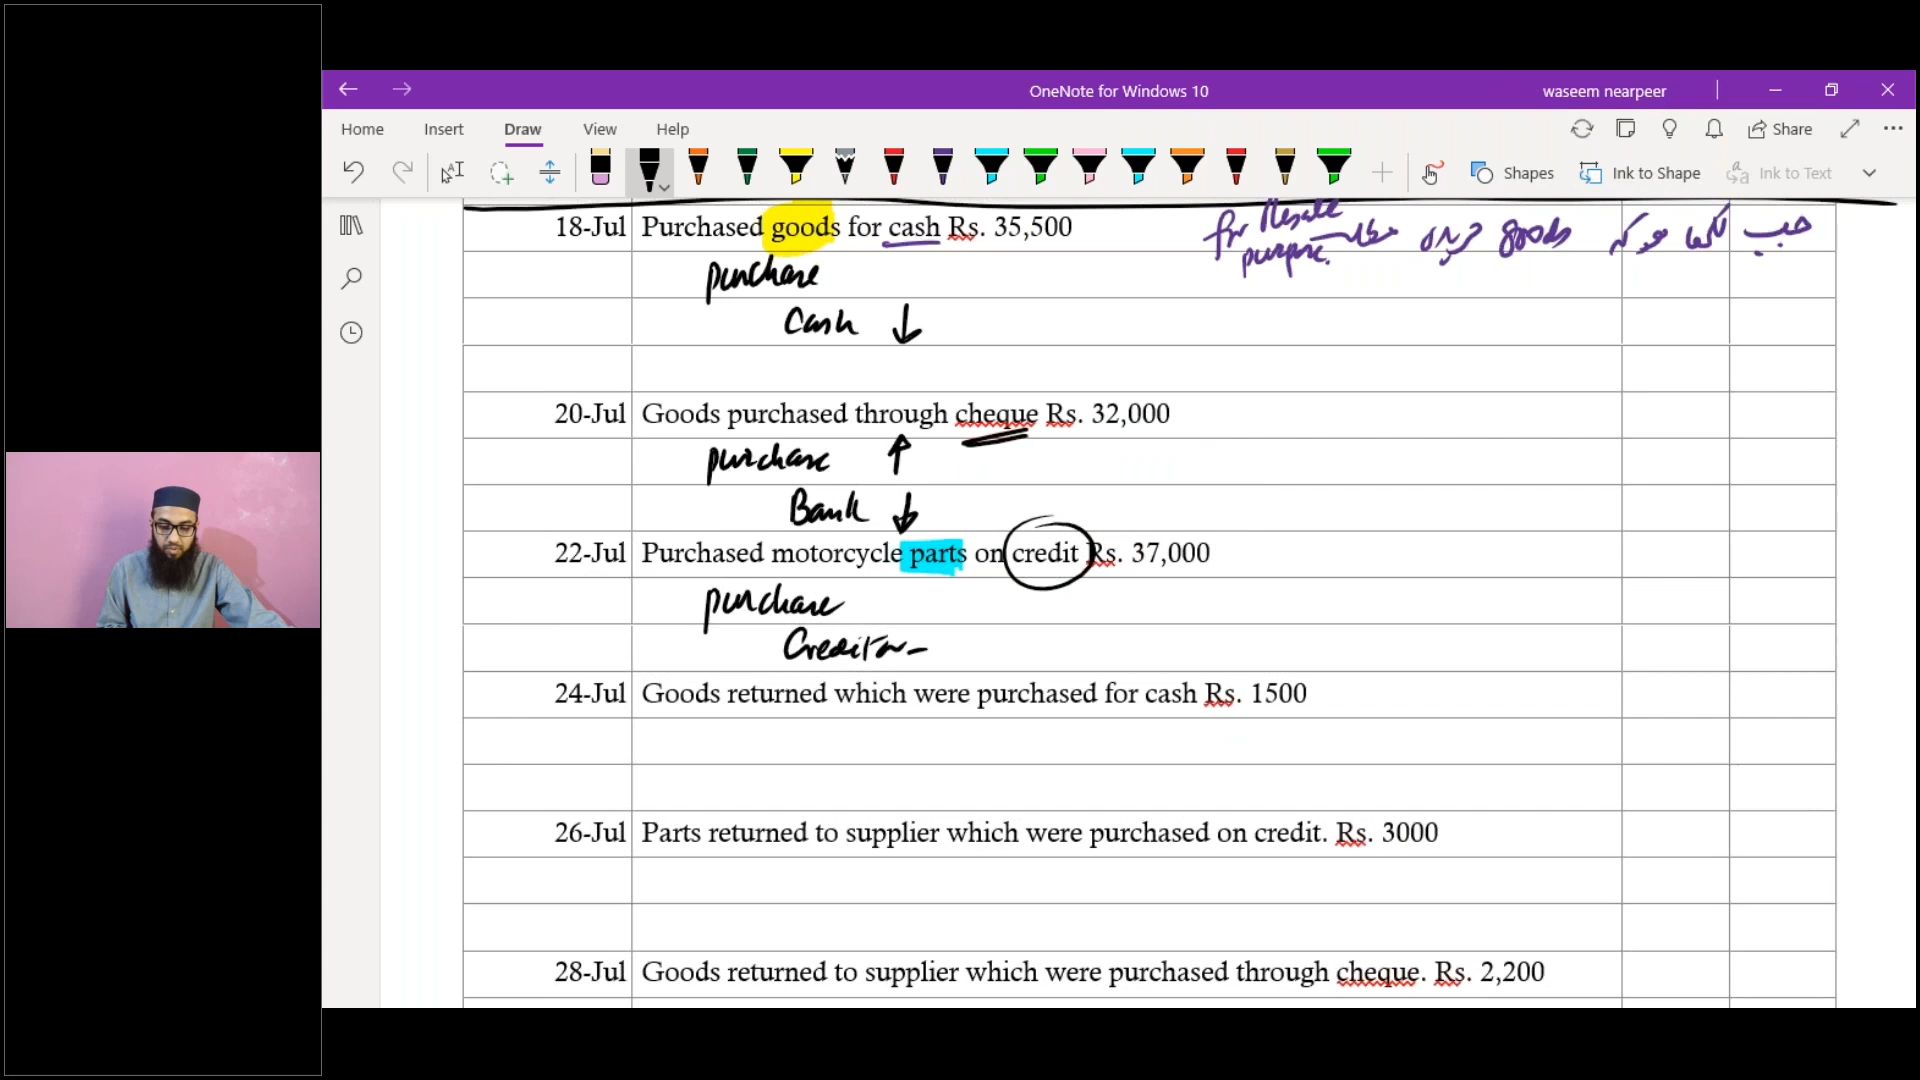 OneNote for Windows 10
waseem nearpeer
Home Insert Draw View Help
Share
Shapes
Ink to Shape
Ink to Text
18-Jul Purchased goods for cash Rs. 35,500
for Resale
purpose.
goods
purchase
Cash ↓
20-Jul Goods purchased through cheque Rs. 32,000
purchase ↑
Bank ↓
22-Jul Purchased motorcycle parts on credit Rs. 37,000
purchase
Creditor
24-Jul Goods returned which were purchased for cash Rs. 1500
26-Jul Parts returned to supplier which were purchased on credit. Rs. 3000
28-Jul Goods returned to supplier which were purchased through cheque. Rs. 2,200